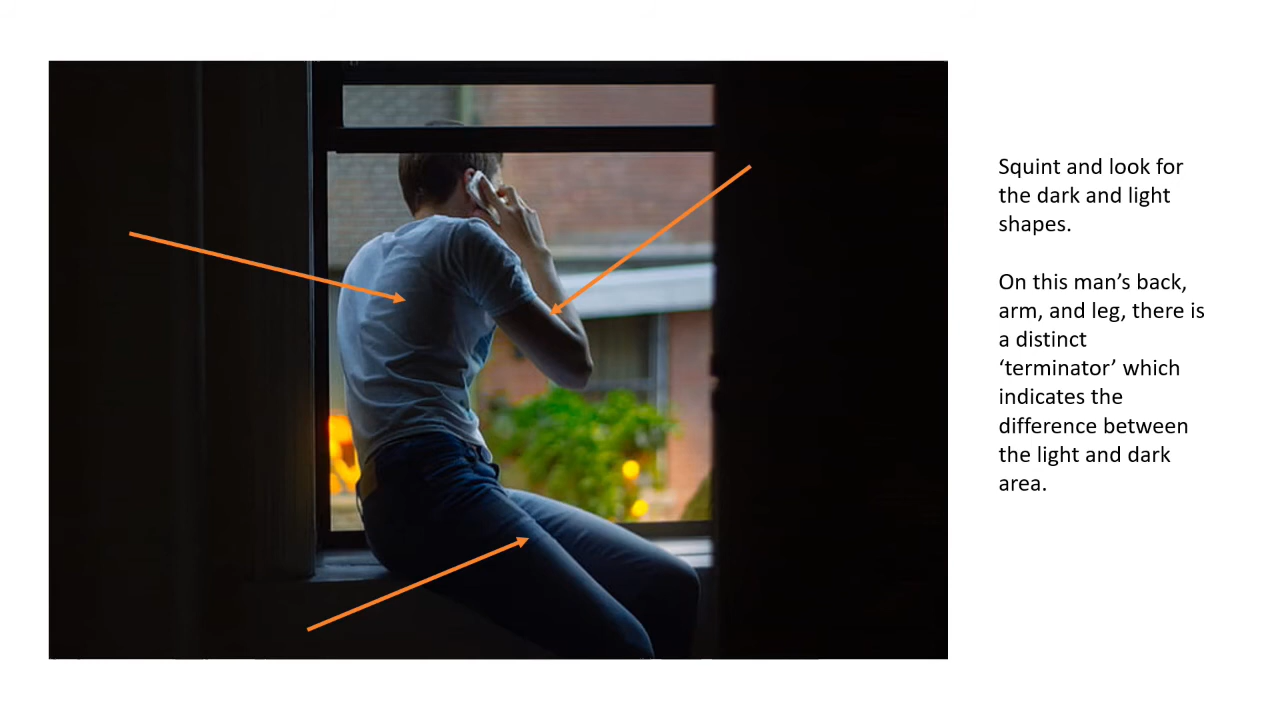 Squint and look for
the dark and light
shapes.
On this man’s back,
arm, and leg, there is
a distinct
‘terminator’ which
indicates the
difference between
the light and dark
area.